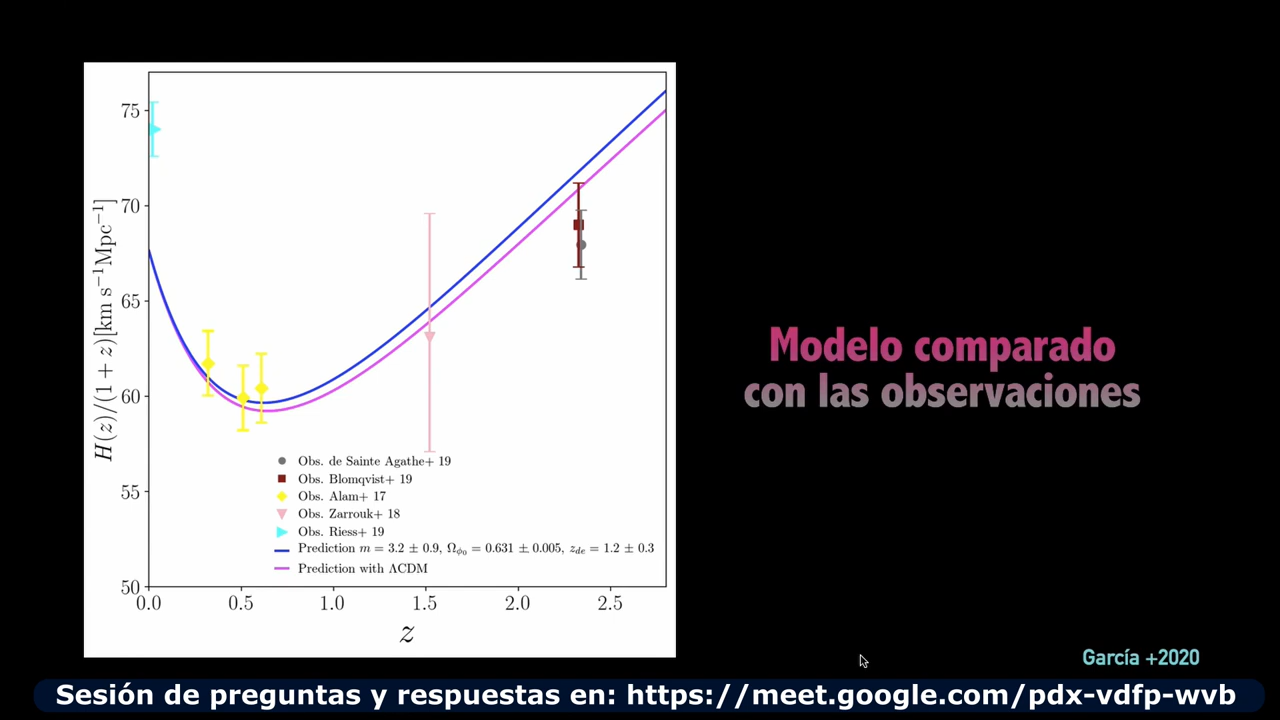 75
70
65
60
55
50
0.0 0.5 1.0 1.5 2.0 2.5
H(z)/(1 + z)[km s⁻¹Mpc⁻¹]
z
Obs. de Sainte Agathe+ 19
Obs. Blomqvist+ 19
Obs. Alam+ 17
Obs. Zarrouk+ 18
Obs. Riess+ 19
Prediction m = 3.2 ± 0.9, Ω_ϕ₀ = 0.631 ± 0.005, z_de = 1.2 ± 0.3
Prediction with ΛCDM
Modelo comparado
con las observaciones
García +2020
Sesión de preguntas y respuestas en: https://meet.google.com/pdx-vdfp-wvb